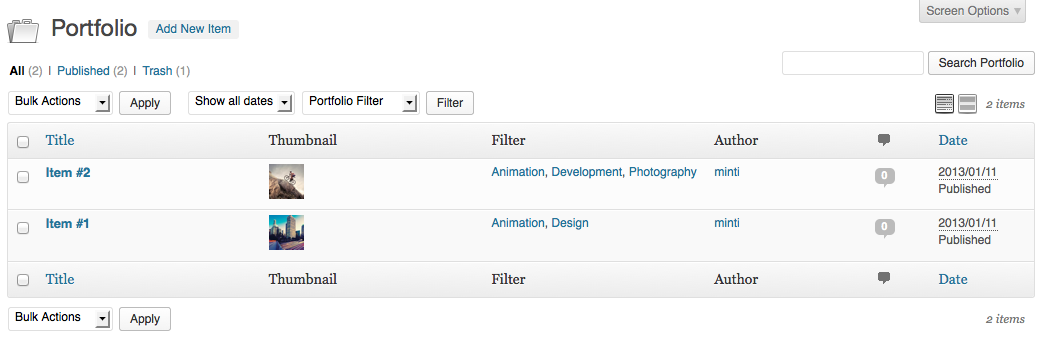 Screen Options
Portfolio Add New Item
All (2) | Published (2) | Trash (1)
Search Portfolio
Bulk Actions Apply Show all dates Portfolio Filter Filter 2 items
Title Thumbnail Filter Author Date
Item #2 Animation, Development, Photography minti 0 2013/01/11
Published
Item #1 Animation, Design minti 0 2013/01/11
Published
Title Thumbnail Filter Author Date
Bulk Actions Apply 2 items